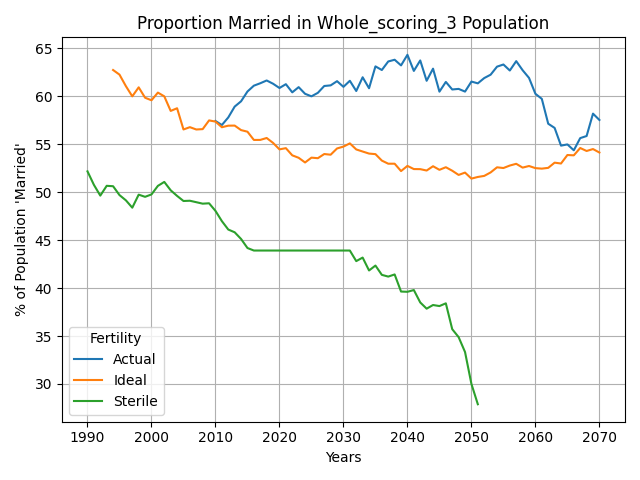 Proportion Married in Whole_scoring_3 Population
% of Population 'Married'
65
60
55
50
45
40
35
30
Fertility
Actual
Ideal
Sterile
1990 2000 2010 2020 2030 2040 2050 2060 2070
Years